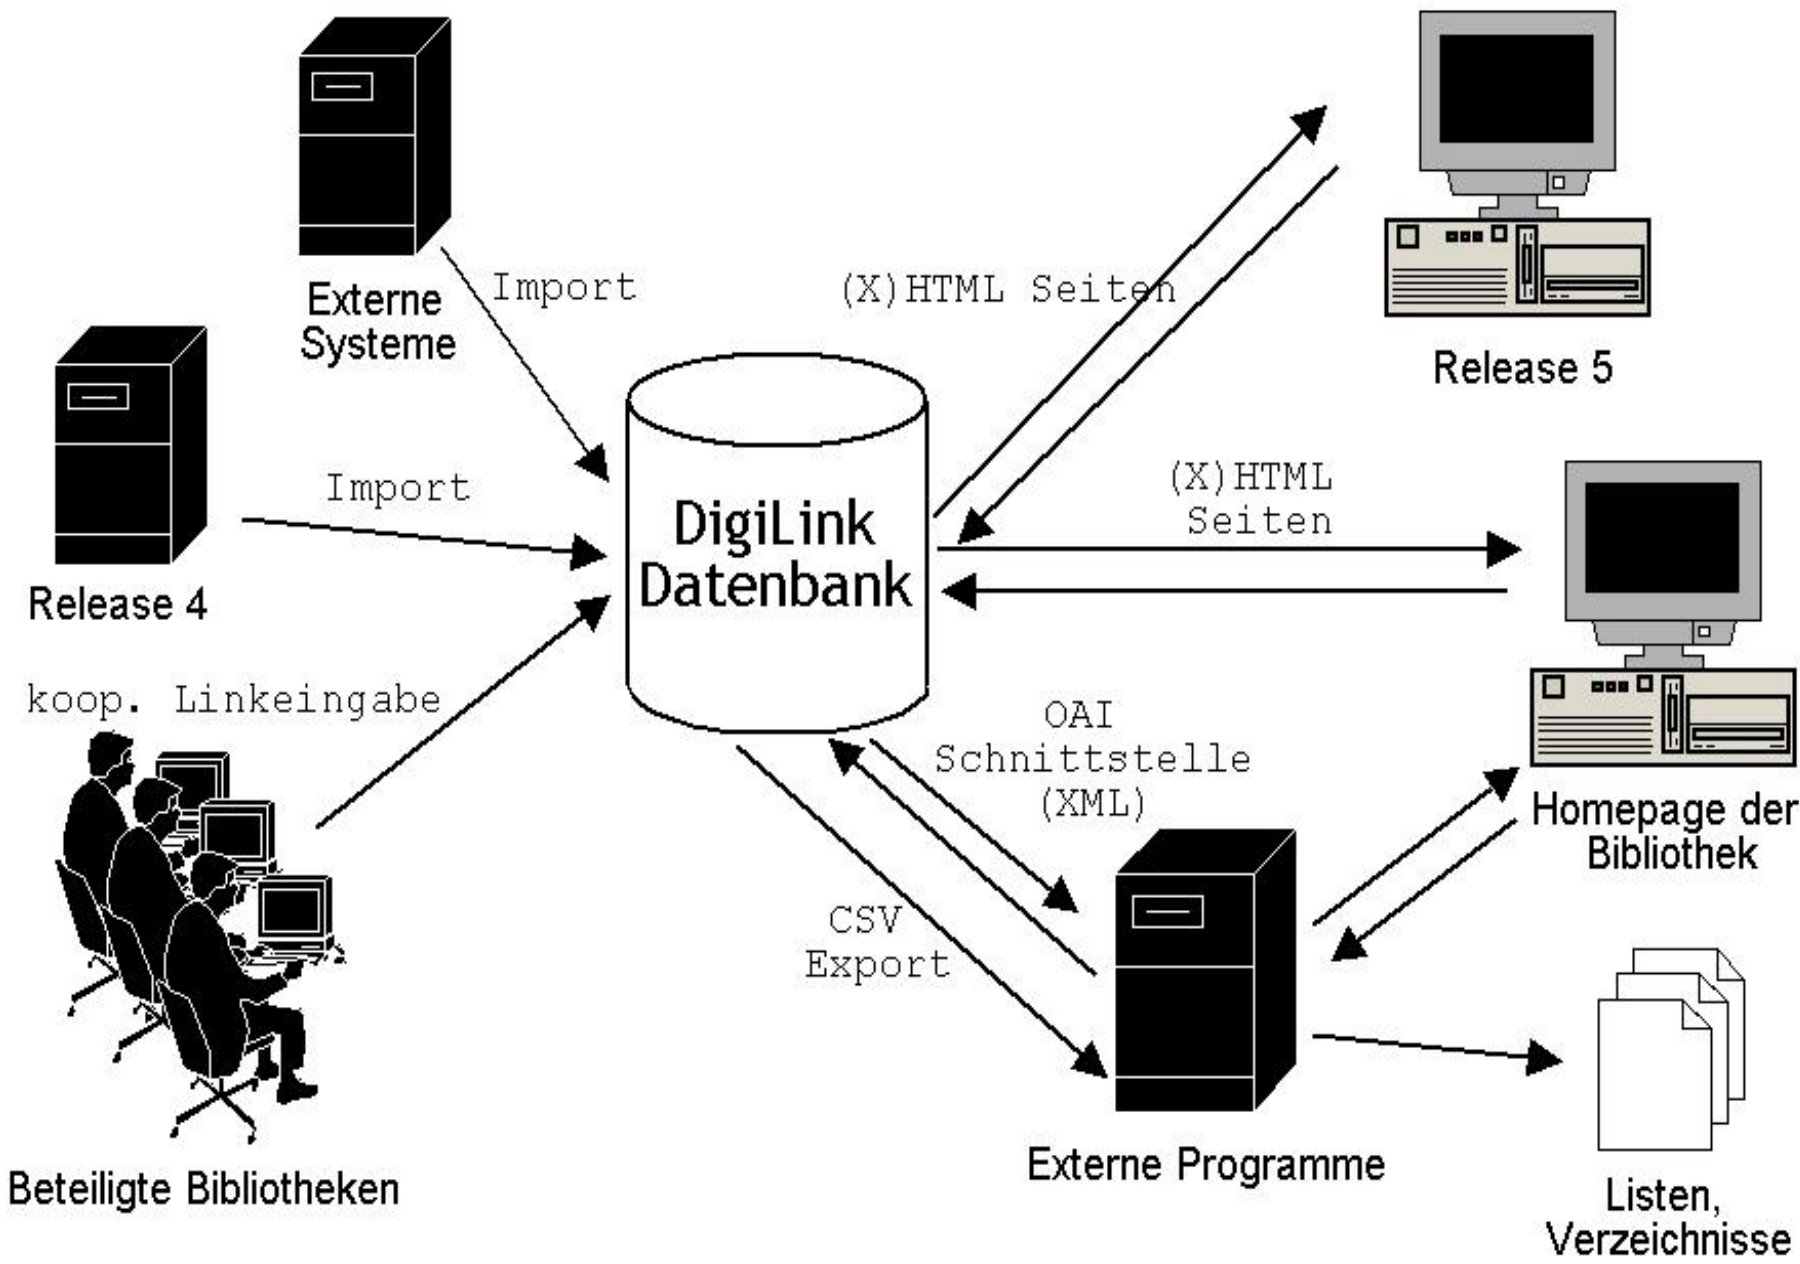 Externe
Systeme
Import
(X)HTML Seiten
Release 5
Import
Release 4
DigiLink
Datenbank
(X)HTML
Seiten
koop. Linkeingabe
Beteiligte Bibliotheken
OAI
Schnittstelle
(XML)
CSV
Export
Externe Programme
Homepage der
Bibliothek
Listen,
Verzeichnisse